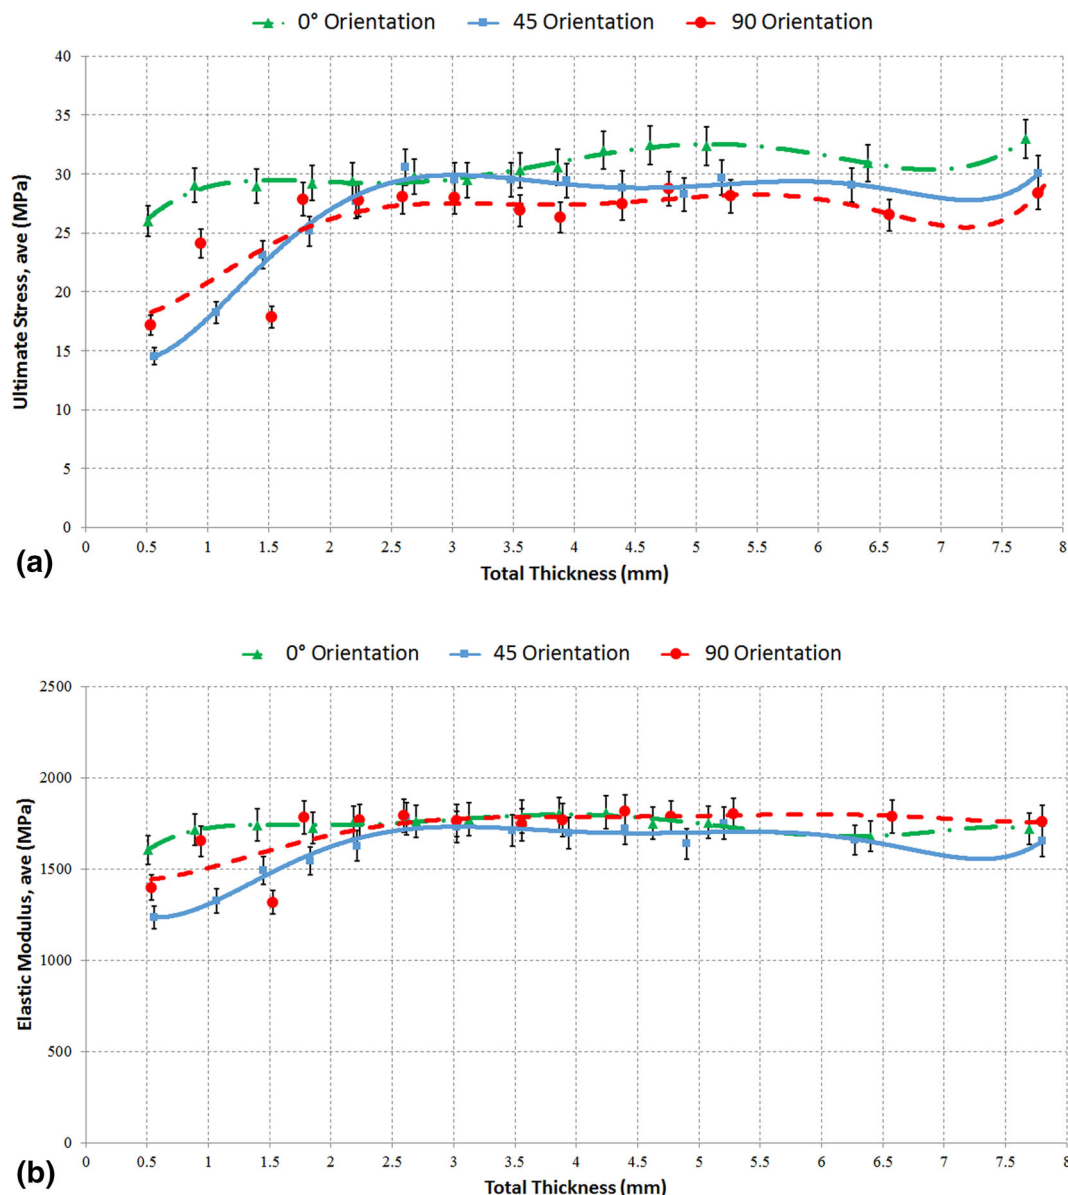 0° Orientation 45 Orientation 90 Orientation
Ultimate Stress, ave (MPa)
40
35
30
25
20
15
10
5
0
0 0.5 1 1.5 2 2.5 3 3.5 4 4.5 5 5.5 6 6.5 7 7.5 8
Total Thickness (mm)
(a)
0° Orientation 45 Orientation 90 Orientation
Elastic Modulus, ave (MPa)
2500
2000
1500
1000
500
0
0 0.5 1 1.5 2 2.5 3 3.5 4 4.5 5 5.5 6 6.5 7 7.5 8
Total Thickness (mm)
(b)